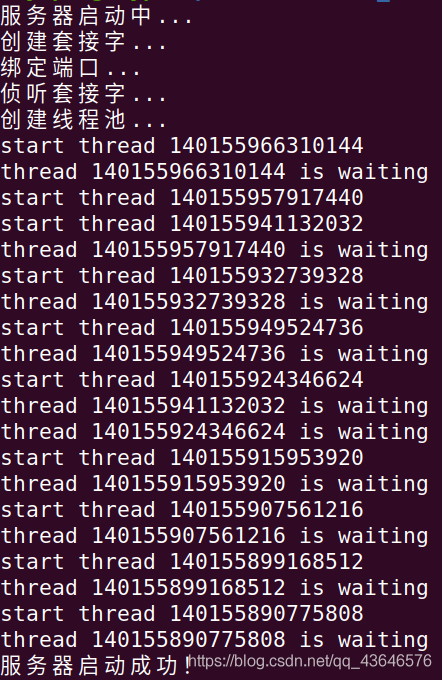 服务器启动中...
创建套接字...
绑定端口...
侦听套接字...
创建线程池...
start thread 140155966310144
thread 140155966310144 is waiting
start thread 140155957917440
start thread 140155941132032
thread 140155957917440 is waiting
start thread 140155932739328
thread 140155932739328 is waiting
start thread 140155949524736
thread 140155949524736 is waiting
start thread 140155924346624
thread 140155941132032 is waiting
thread 140155924346624 is waiting
start thread 140155915953920
thread 140155915953920 is waiting
start thread 140155907561216
thread 140155907561216 is waiting
start thread 140155899168512
thread 140155899168512 is waiting
start thread 140155890775808
thread 140155890775808 is waiting
服务器启动成功!
https://blog.csdn.net/qq_43646576